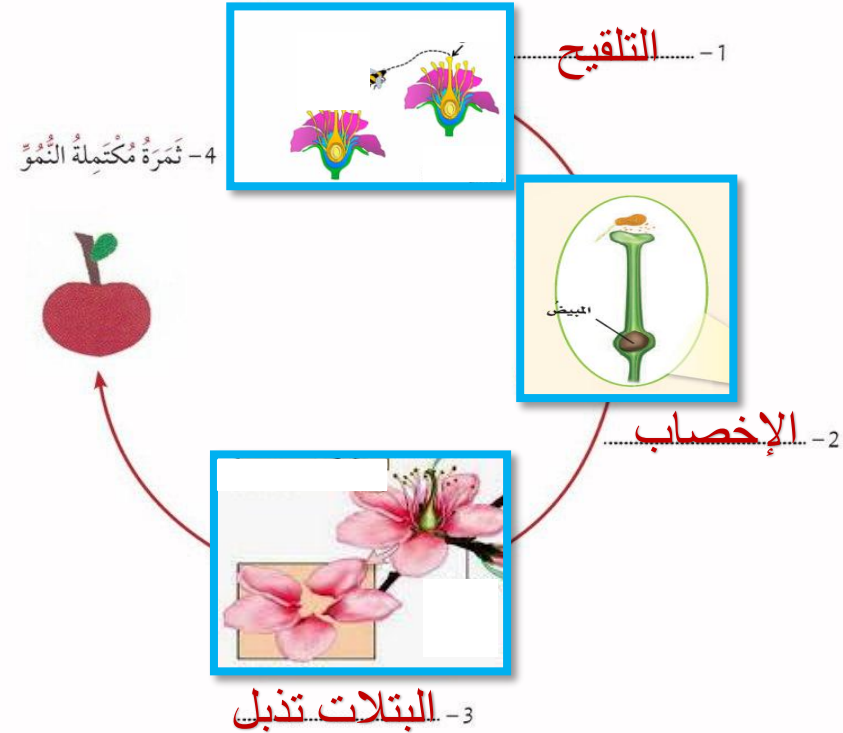 1- التلقيح
4- ثَمَرَةٌ مُكْتَمِلَةُ النُّمُوِّ
المبيض
2- الإخصاب
3- البتلات تذبل